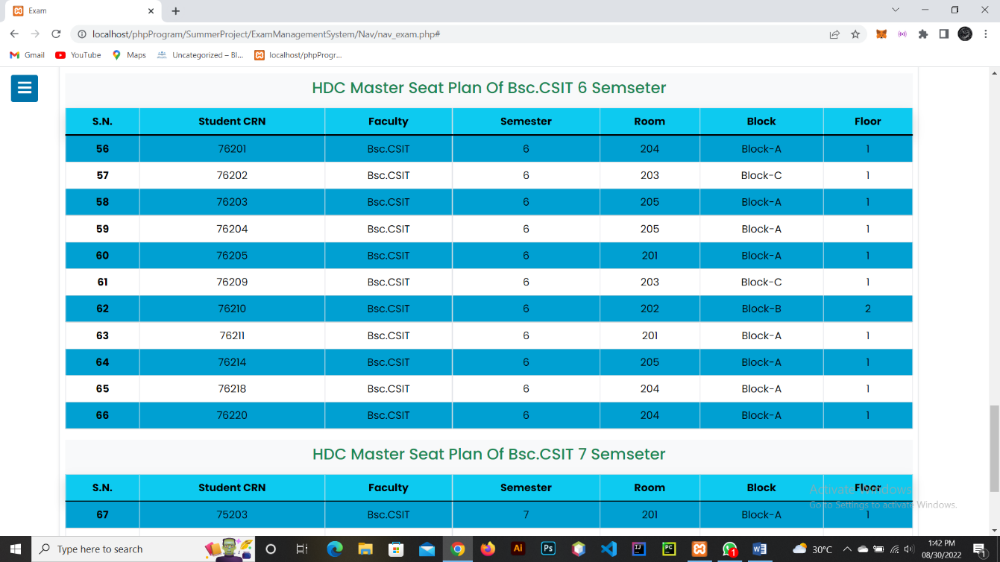 Exam
localhost/phpProgram/SummerProject/ExamManagementSystem/Nav/nav_exam.php#
Gmail YouTube Maps Uncategorized – Bl... localhost/phpProgr...
HDC Master Seat Plan Of Bsc.CSIT 6 Semseter
S.N. Student CRN Faculty Semester Room Block Floor
56 76201 Bsc.CSIT 6 204 Block-A 1
57 76202 Bsc.CSIT 6 203 Block-C 1
58 76203 Bsc.CSIT 6 205 Block-A 1
59 76204 Bsc.CSIT 6 205 Block-A 1
60 76205 Bsc.CSIT 6 201 Block-A 1
61 76209 Bsc.CSIT 6 203 Block-C 1
62 76210 Bsc.CSIT 6 202 Block-B 2
63 76211 Bsc.CSIT 6 201 Block-A 1
64 76214 Bsc.CSIT 6 205 Block-A 1
65 76218 Bsc.CSIT 6 204 Block-A 1
66 76220 Bsc.CSIT 6 204 Block-A 1
HDC Master Seat Plan Of Bsc.CSIT 7 Semseter
S.N. Student CRN Faculty Semester Room Block Floor
Activate Windows
67 75203 Bsc.CSIT 7 201 Block-A 1
Go to Settings to activate Windows.
Type here to search Ai Ps IJ PC 1 W 30°C 1:42 PM
08/30/2022 1